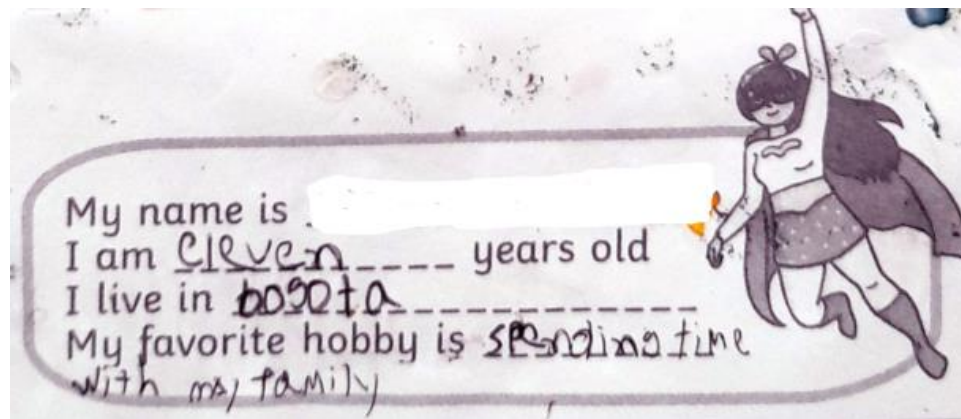 My name is
I am eleven years old
I live in bogota
My favorite hobby is spending time
with my family